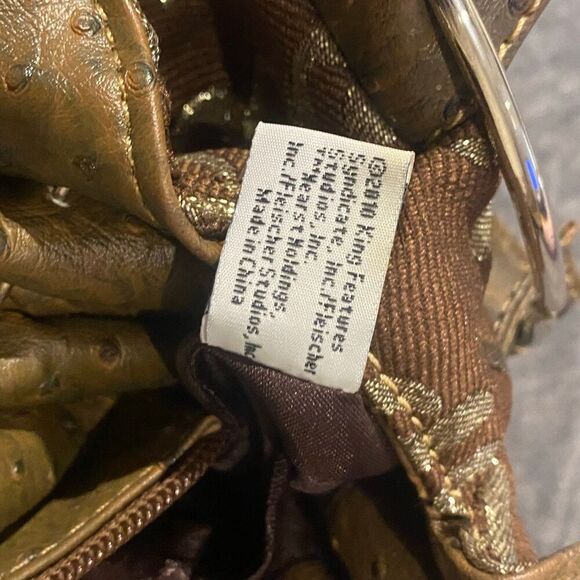 ©2010 King Features
Syndicate, Inc./Fleischer
Studios, Inc.
TM Hearst Holdings,
Inc./Fleischer Studios, Inc.
Made in China